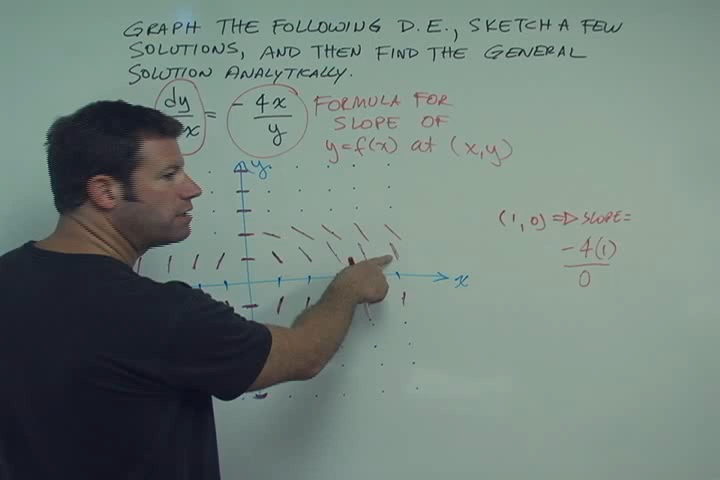 GRAPH THE FOLLOWING D.E., SKETCH A FEW
SOLUTIONS, AND THEN FIND THE GENERAL
SOLUTION ANALYTICALLY.
dy
x
= -4x
y
FORMULA FOR
SLOPE OF
y=f(x) at (x,y)
y
x
(1,0) ⇒ SLOPE =
-4(1)
0